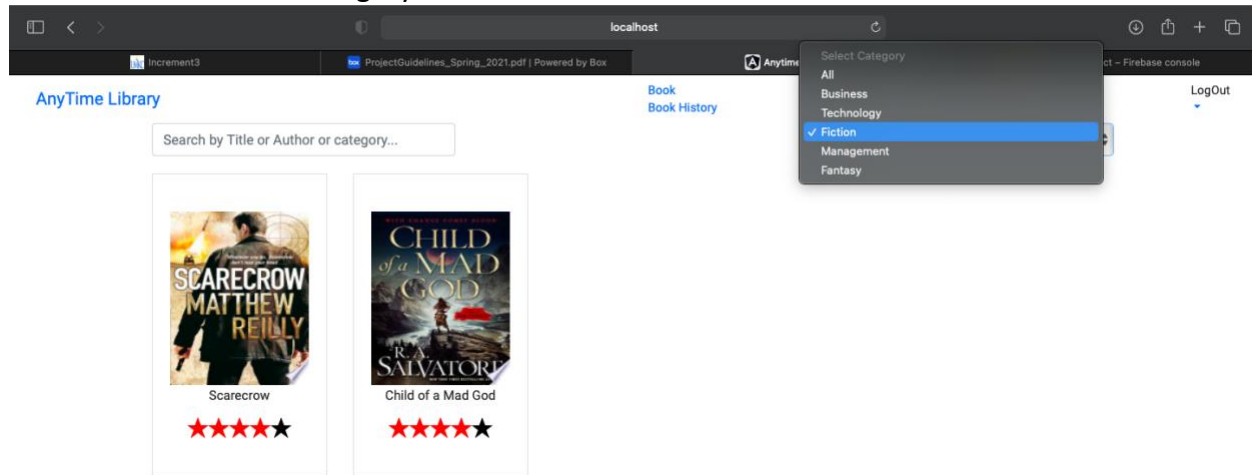 localhost
Increment3
ProjectGuidelines_Spring_2021.pdf | Powered by Box
Anytime
ct – Firebase console
Select Category
All
Business
Technology
✓ Fiction
Management
Fantasy
AnyTime Library
Book
Book History
LogOut
Search by Title or Author or category...
SCARECROW
MATTHEW
REILLY
Scarecrow
CHILD
of a MAD
GOD
R.A.
SALVATORE
Child of a Mad God